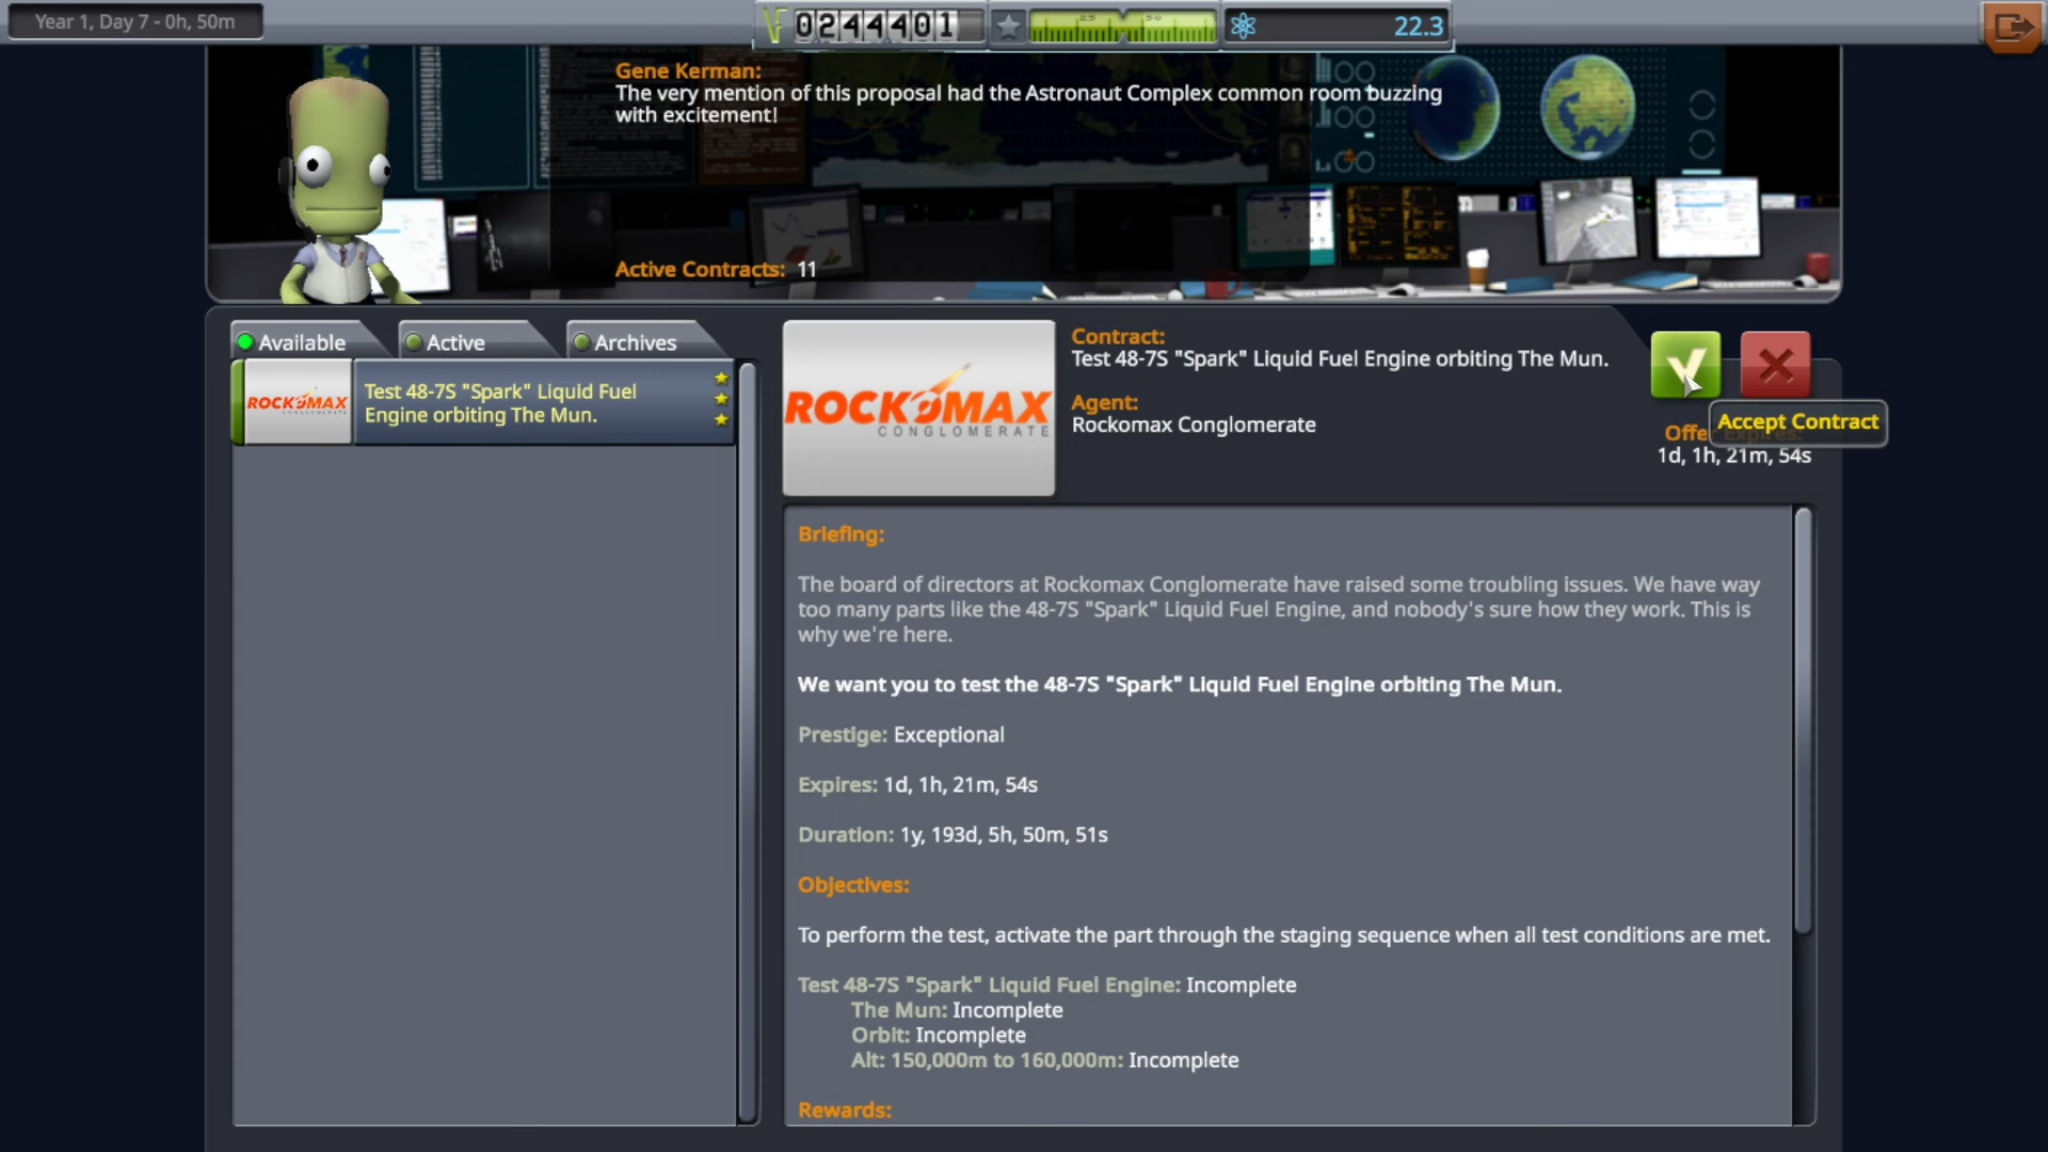 Year 1, Day 7 - 0h, 50m
0244401
22.3
Gene Kerman:
The very mention of this proposal had the Astronaut Complex common room buzzing
with excitement!
Active Contracts: 11
Available
Active
Archives
ROCKOMAX
Test 48-7S "Spark" Liquid Fuel
Engine orbiting The Mun.
ROCKOMAX
CONGLOMERATE
Contract:
Test 48-7S "Spark" Liquid Fuel Engine orbiting The Mun.
Agent:
Rockomax Conglomerate
Accept Contract
1d, 1h, 21m, 54s
Briefing:
The board of directors at Rockomax Conglomerate have raised some troubling issues. We have way
too many parts like the 48-7S "Spark" Liquid Fuel Engine, and nobody's sure how they work. This is
why we're here.
We want you to test the 48-7S "Spark" Liquid Fuel Engine orbiting The Mun.
Prestige: Exceptional
Expires: 1d, 1h, 21m, 54s
Duration: 1y, 193d, 5h, 50m, 51s
Objectives:
To perform the test, activate the part through the staging sequence when all test conditions are met.
Test 48-7S "Spark" Liquid Fuel Engine: Incomplete
The Mun: Incomplete
Orbit: Incomplete
Alt: 150,000m to 160,000m: Incomplete
Rewards: